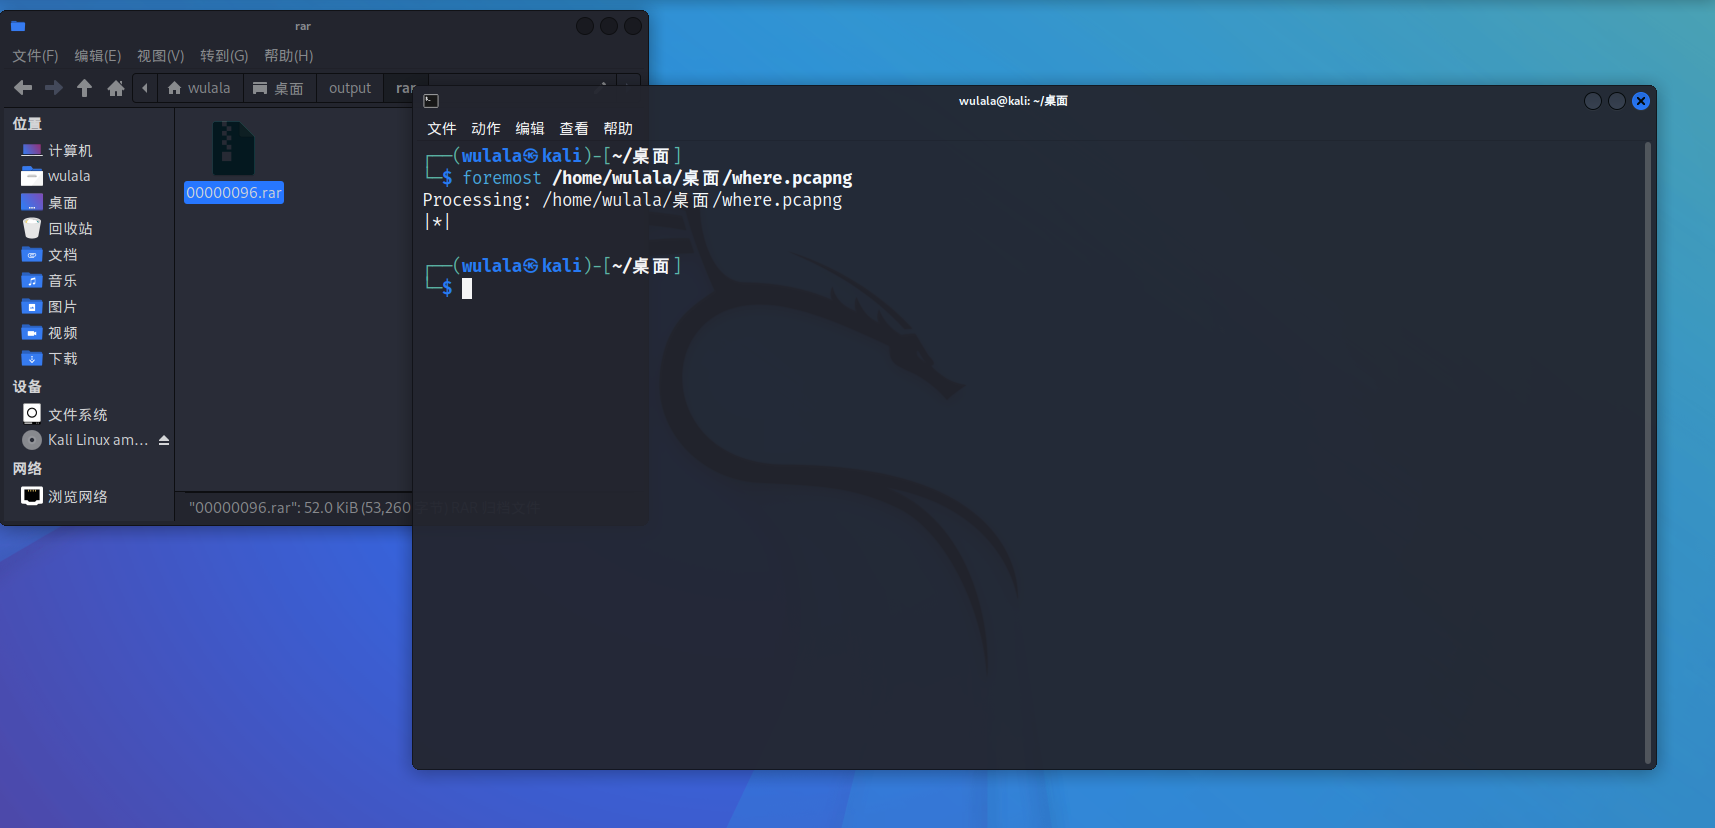 rar
文件(F) 编辑(E) 视图(V) 转到(G) 帮助(H)
wulala 桌面 output rar
位置
计算机
wulala
桌面
回收站
文档
音乐
图片
视频
下载
设备
文件系统
Kali Linux am...
网络
浏览网络
00000096.rar
"00000096.rar": 52.0 KiB (53,260
wulala@kali: ~/桌面
文件 动作 编辑 查看 帮助
┌──(wulala㉿kali)-[~/桌面]
└─$ foremost /home/wulala/桌面/where.pcapng
Processing: /home/wulala/桌面/where.pcapng
|*|
┌──(wulala㉿kali)-[~/桌面]
└─$